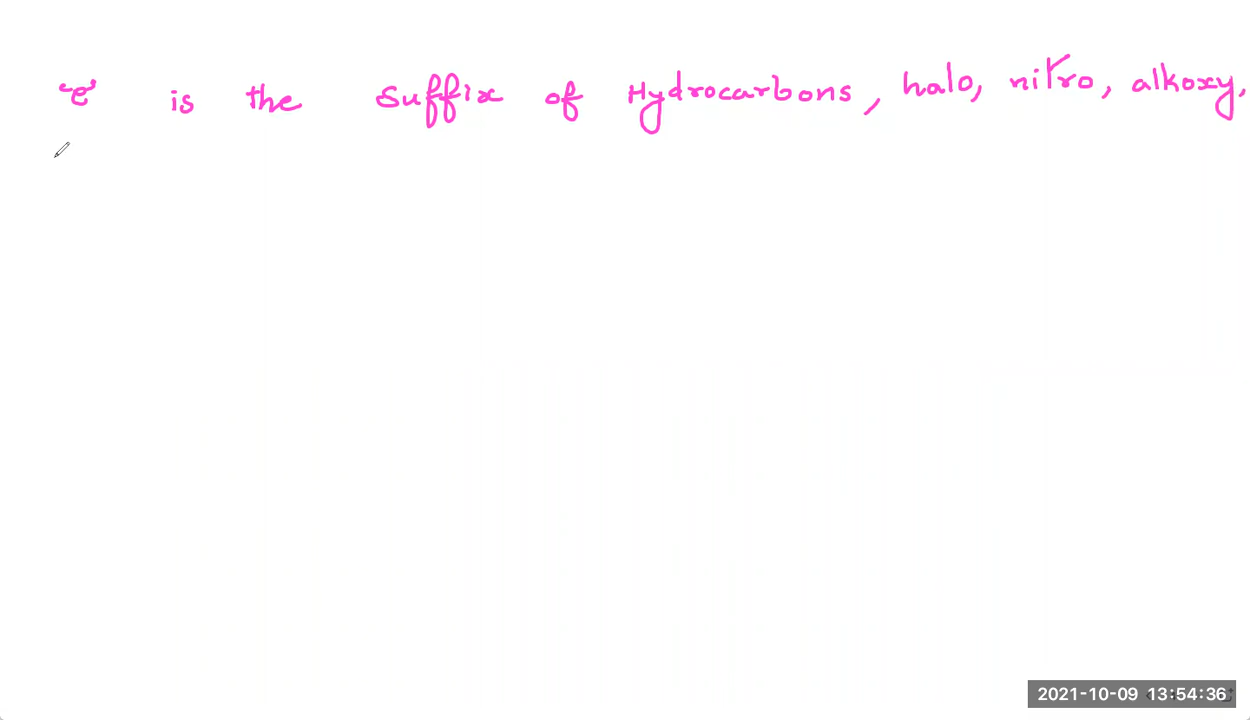 "e" is the suffix of Hydrocarbons, halo, nitro, alkoxy,
2021-10-09 13:54:36